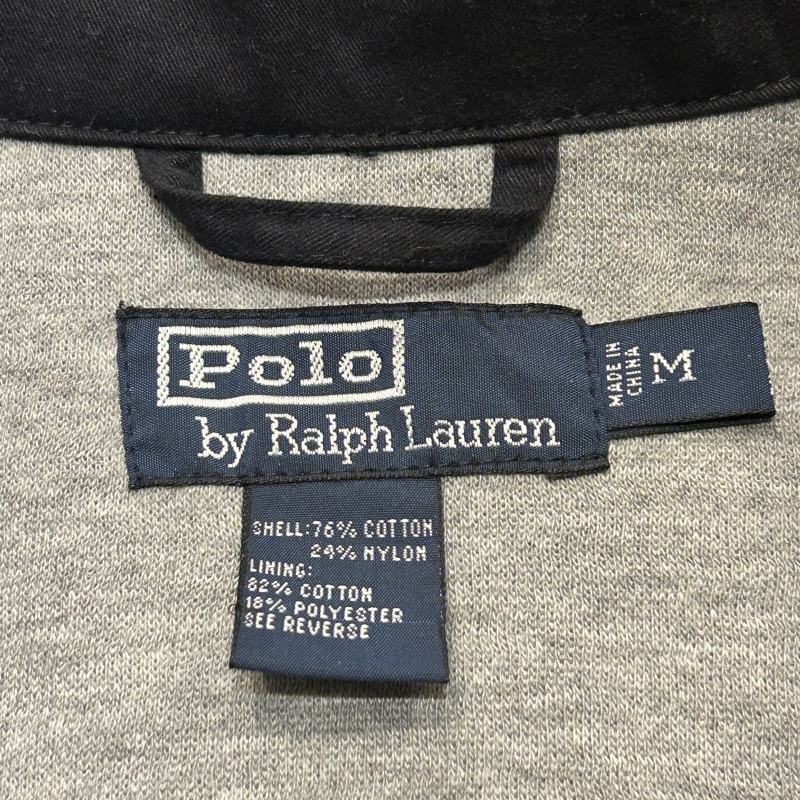 Polo
by Ralph Lauren
MADE IN
CHINA
M
SHELL:76% COTTON
24% NYLON
LINING:
82% COTTON
18% POLYESTER
SEE REVERSE